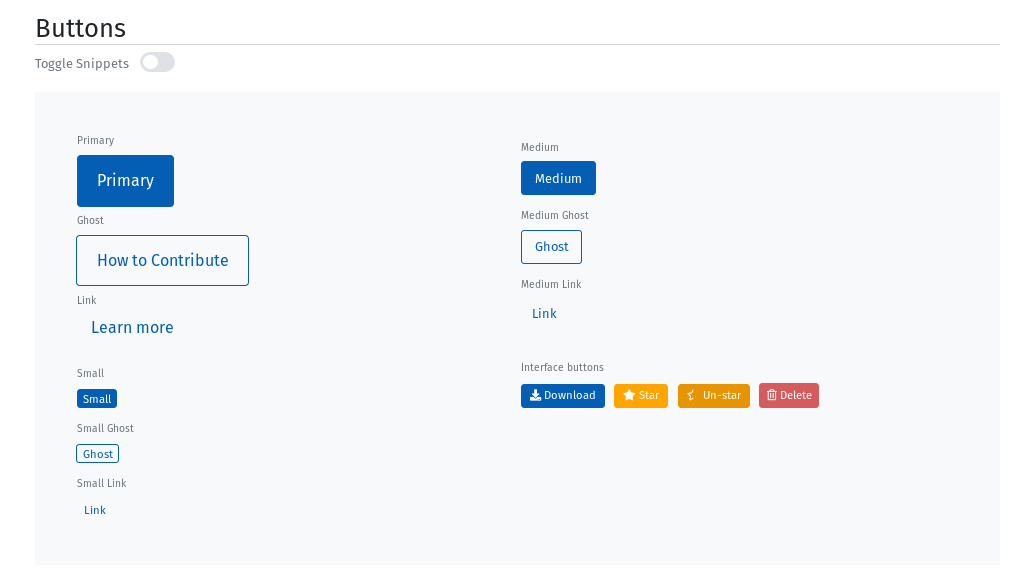 Buttons
Toggle Snippets
Primary
Primary
Ghost
How to Contribute
Link
Learn more
Small
Small
Small Ghost
Ghost
Small Link
Link
Medium
Medium
Medium Ghost
Ghost
Medium Link
Link
Interface buttons
Download Star Un-star Delete